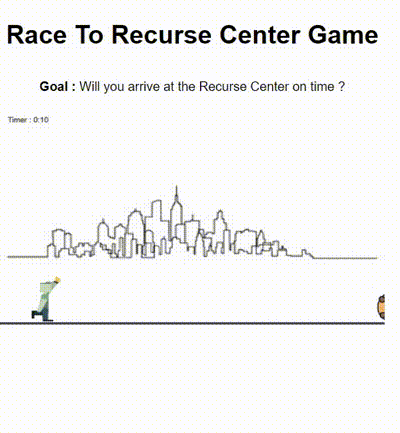 Race To Recurse Center Game
Goal : Will you arrive at the Recurse Center on time ?
Timer : 0:10